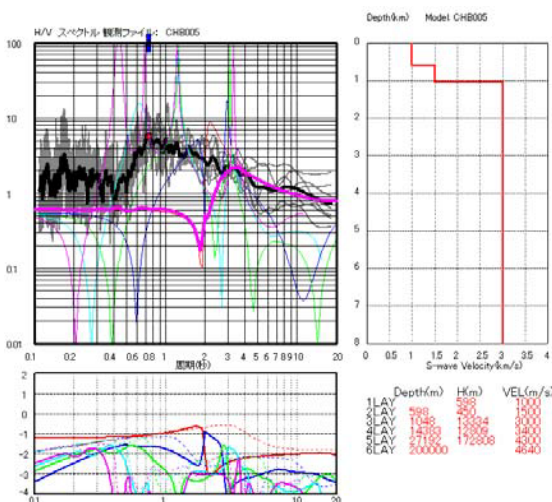 H/V スペクトル 観測ファイル: CHB005
100
10
1
0.1
0.01
0.1 0.2 0.4 0.6 0.8 1 2 3 4 5 6 7 8 9 10 20
周期(秒)
2
1
0
-1
-2
-3
-4
0.1 1 10 20
Depth(km) Model CHB005
0
1
2
3
4
5
6
7
8
0 0.5 1 1.5 2 2.5 3 3.5 4
S-wave Velocity(km/s)
Depth(m) H(m) VEL(m/s)
1LAY 598 1000
2LAY 598 450 1500
3LAY 1048 13334 3000
4LAY 3400
5LAY 27192 172808 4300
6LAY 200000 4640